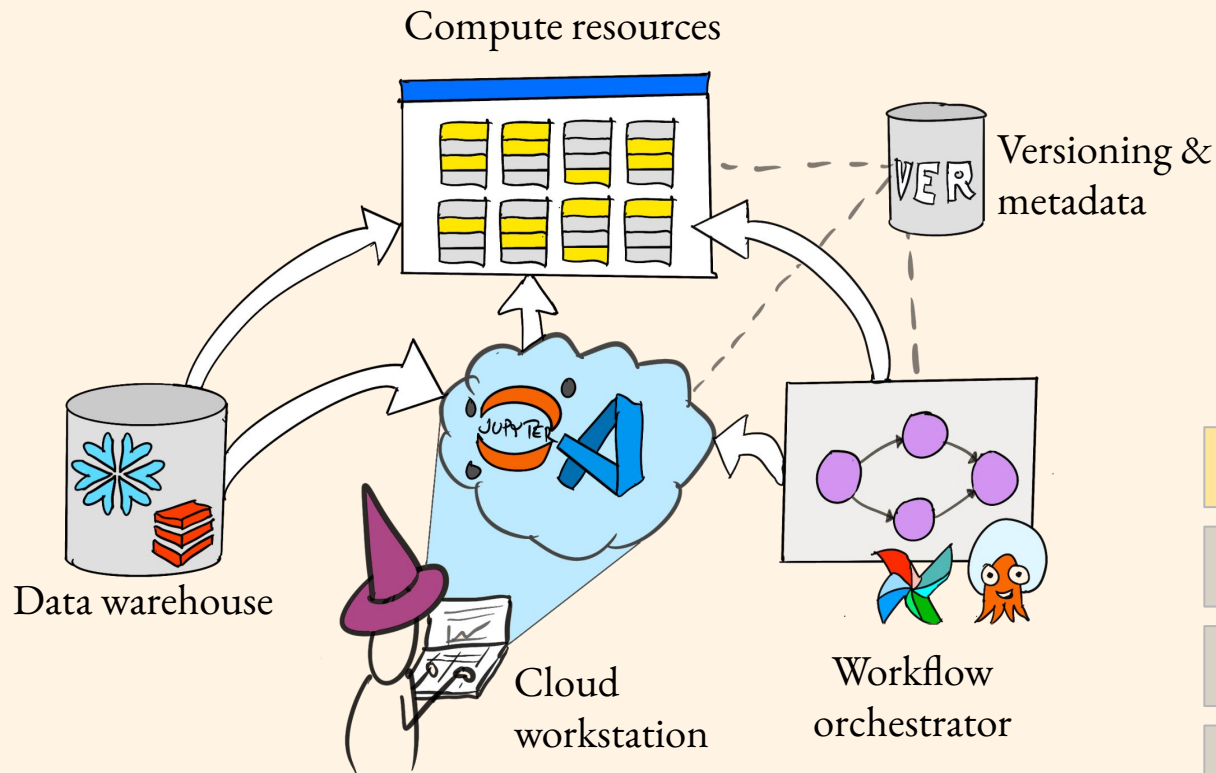 Compute resources
VER
Versioning &
metadata
JUPYTER
Data warehouse
Cloud
workstation
Workflow
orchestrator